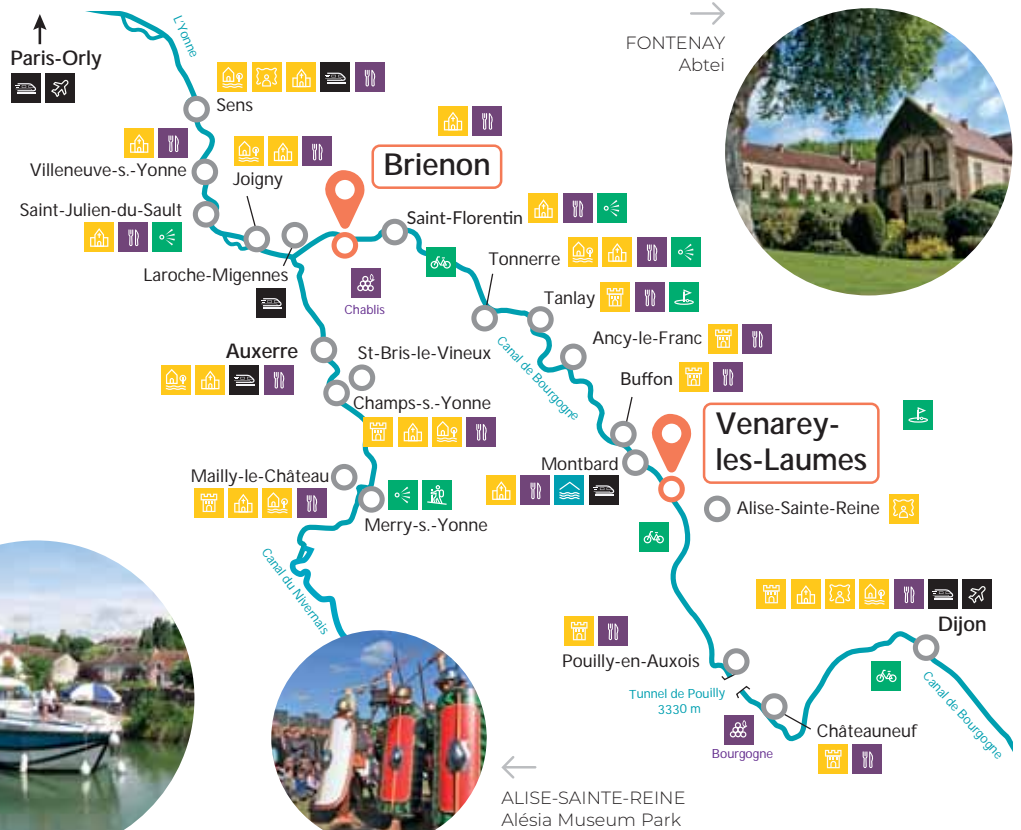 FONTENAY
Abtei
L'Yonne
Paris-Orly
Sens
Villeneuve-s.-Yonne
Joigny
Brienon
Saint-Julien-du-Sault
Saint-Florentin
Laroche-Migennes
Chablis
Tonnerre
Tanlay
Canal de Bourgogne
Ancy-le-Franc
Auxerre
St-Bris-le-Vineux
Buffon
Champs-s.-Yonne
Venarey-
les-Laumes
Montbard
Mailly-le-Château
Alise-Sainte-Reine
Merry-s.-Yonne
Canal du Nivernais
Dijon
Pouilly-en-Auxois
Tunnel de Pouilly
3330 m
Canal de Bourgogne
Châteauneuf
Bourgogne
ALISE-SAINTE-REINE
Alésia Museum Park